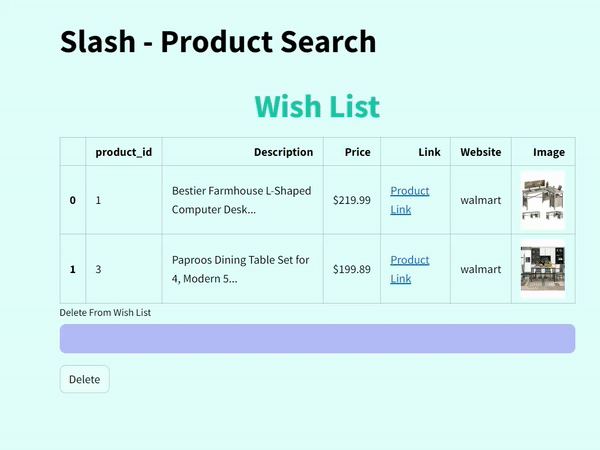 Slash - Product Search
Wish List
product_id Description Price Link Website Image
0 1 Bestier Farmhouse L-Shaped Computer Desk... $219.99 Product Link walmart
1 3 Paproos Dining Table Set for 4, Modern 5... $199.89 Product Link walmart
Delete From Wish List
Delete